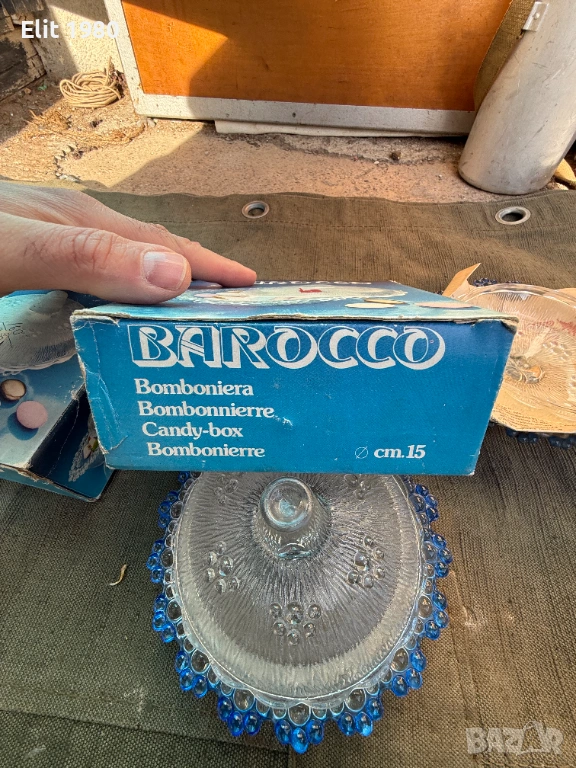 Elit 1980
BAROCCO
Bomboniera
Bombonnierre
Candy-box
Bombonierre
Ø cm. 15
BAZAR